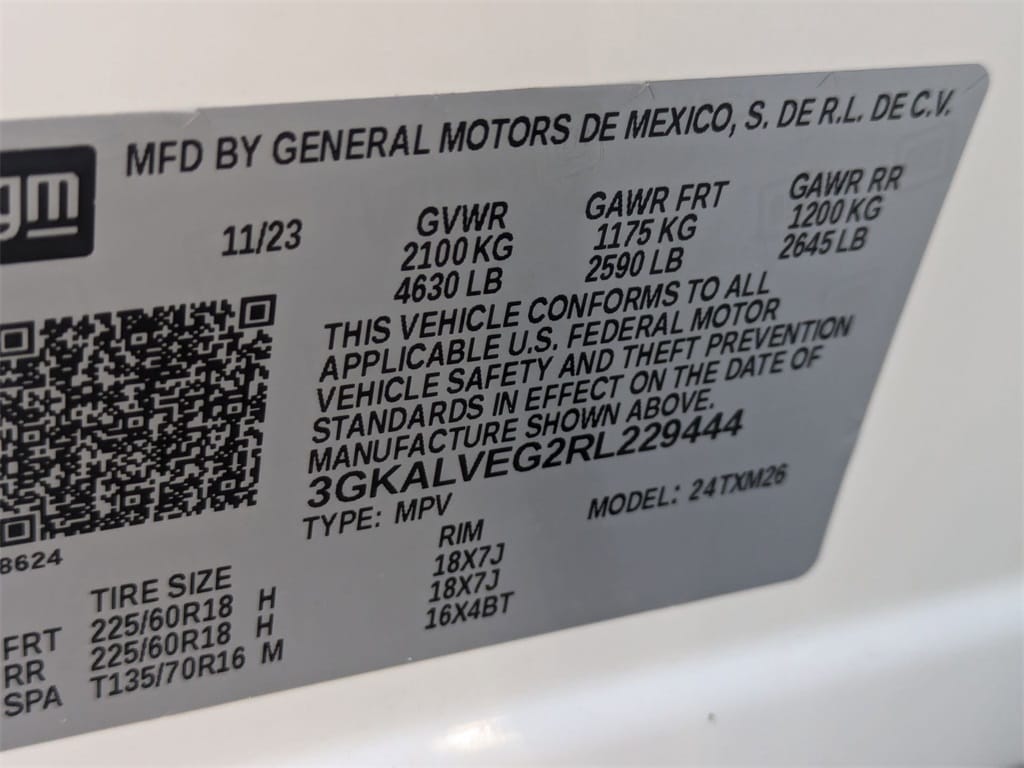 MFD BY GENERAL MOTORS DE MEXICO, S. DE R.L. DE C.V.
gm
11/23
GVWR
2100 KG
4630 LB
GAWR FRT
1175 KG
2590 LB
GAWR RR
1200 KG
2645 LB
THIS VEHICLE CONFORMS TO ALL
APPLICABLE U.S. FEDERAL MOTOR
VEHICLE SAFETY AND THEFT PREVENTION
STANDARDS IN EFFECT ON THE DATE OF
MANUFACTURE SHOWN ABOVE.
3GKALVEG2RL229444
TYPE: MPV MODEL: 24TXM26
8624
TIRE SIZE RIM
FRT 225/60R18 H 18X7J
RR 225/60R18 H 18X7J
SPA T135/70R16 M 16X4BT